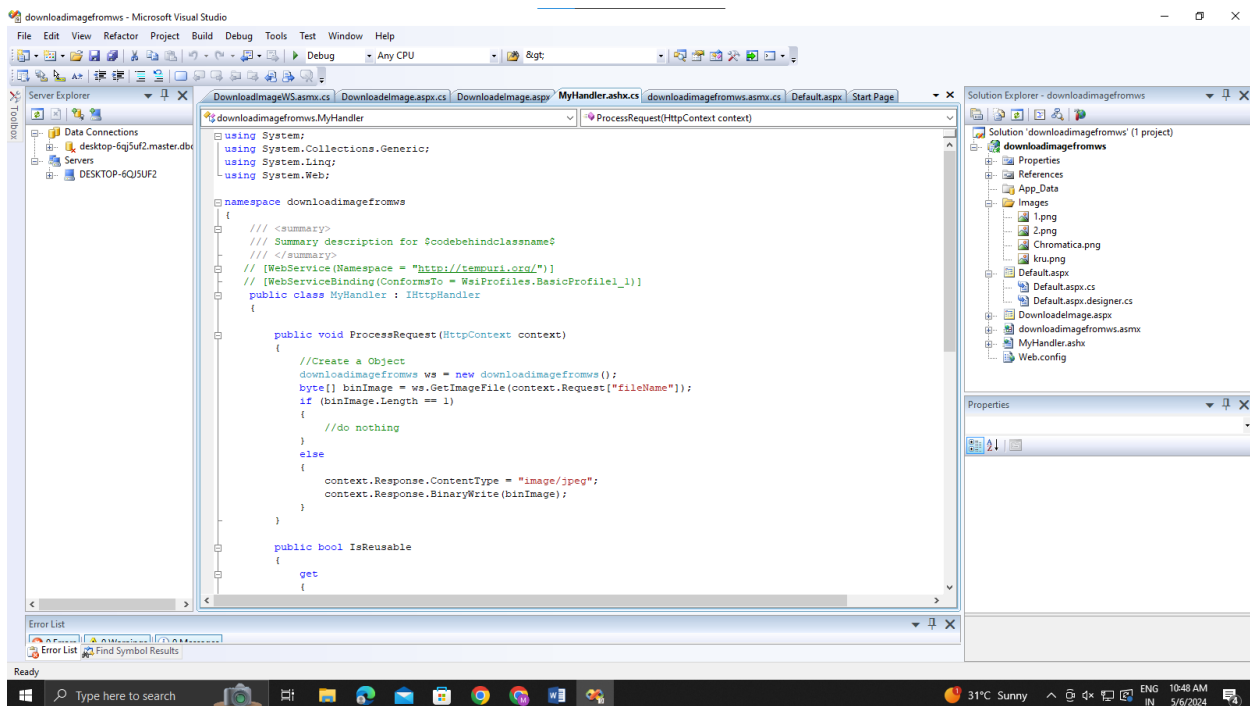 downloadimagefromws - Microsoft Visual Studio
File Edit View Refactor Project Build Debug Tools Test Window Help
Debug Any CPU &gt;
Server Explorer
Toolbox
Data Connections
desktop-6qj5uf2.master.dbo
Servers
DESKTOP-6QJ5UF2
DownloadImageWS.asmx.cs DownloadeImage.aspx.cs DownloadeImage.aspx MyHandler.ashx.cs downloadimagefromws.asmx.cs Default.aspx Start Page
downloadimagefromws.MyHandler ProcessRequest(HttpContext context)
using System;
using System.Collections.Generic;
using System.Linq;
using System.Web;
namespace downloadimagefromws
{
/// <summary>
/// Summary description for $codebehindclassname$
/// </summary>
// [WebService(Namespace = "http://tempuri.org/")]
// [WebServiceBinding(ConformsTo = WsiProfiles.BasicProfile1_1)]
public class MyHandler : IHttpHandler
{
public void ProcessRequest(HttpContext context)
{
//Create a Object
downloadimagefromws ws = new downloadimagefromws();
byte[] binImage = ws.GetImageFile(context.Request["fileName"]);
if (binImage.Length == 1)
{
//do nothing
}
else
{
context.Response.ContentType = "image/jpeg";
context.Response.BinaryWrite(binImage);
}
}
public bool IsReusable
{
get
{
Solution Explorer - downloadimagefromws
Solution 'downloadimagefromws' (1 project)
downloadimagefromws
Properties
References
App_Data
Images
1.png
2.png
Chromatica.png
kru.png
Default.aspx
Default.aspx.cs
Default.aspx.designer.cs
DownloadeImage.aspx
downloadimagefromws.asmx
MyHandler.ashx
Web.config
Properties
Error List
0 Errors 0 Warnings 0 Messages
Error List Find Symbol Results
Ready
Type here to search
31°C Sunny
ENG
IN
10:48 AM
5/6/2024
4